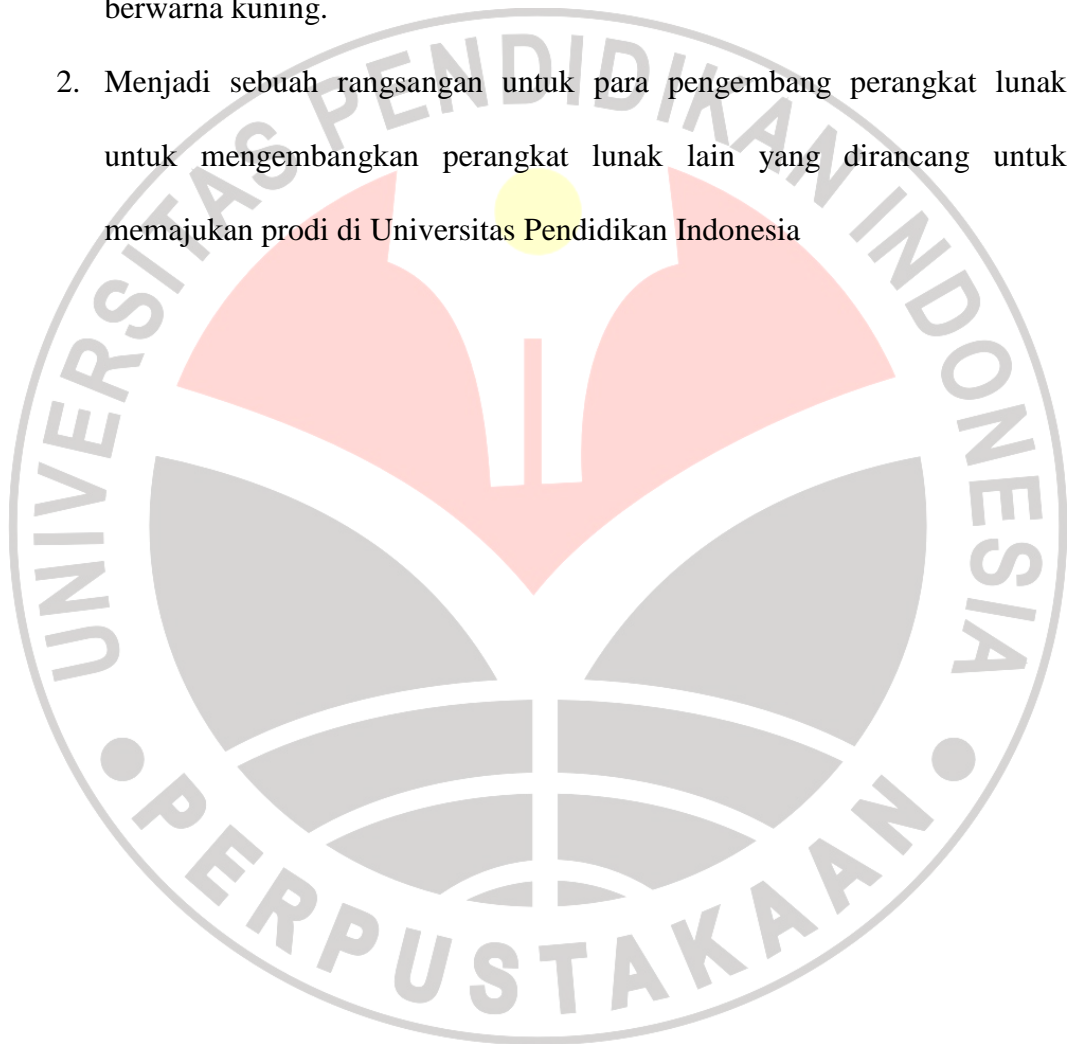 berwarna kuning.
2. Menjadi sebuah rangsangan untuk para pengembang perangkat lunak
untuk mengembangkan perangkat lunak lain yang dirancang untuk
memajukan prodi di Universitas Pendidikan Indonesia
UNIVERSITAS PENDIDIKAN INDONESIA
PERPUSTAKAAN